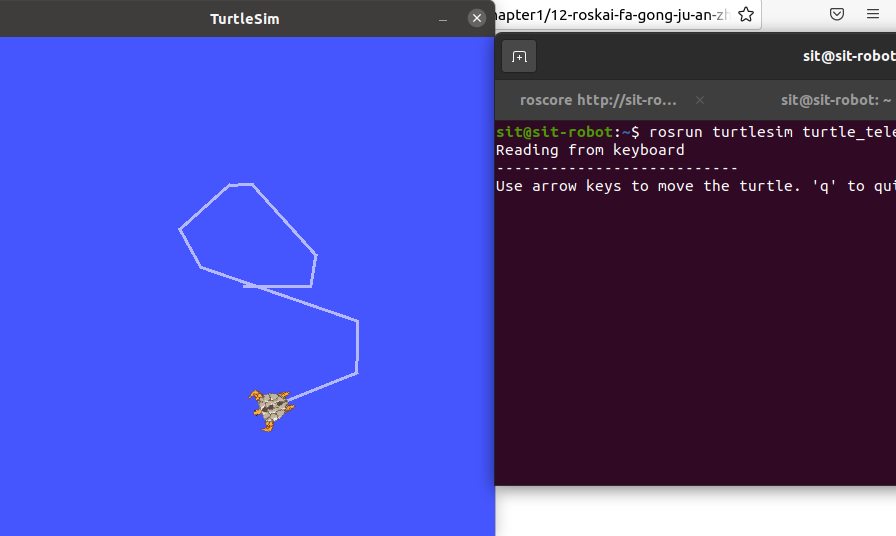 TurtleSim
hapter1/12-roskai-fa-gong-ju-an-zh
sit@sit-robot
roscore http://sit-ro...
sit@sit-robot: ~
sit@sit-robot:~$ rosrun turtlesim turtle_tele
Reading from keyboard
---------------------------
Use arrow keys to move the turtle. 'q' to qui